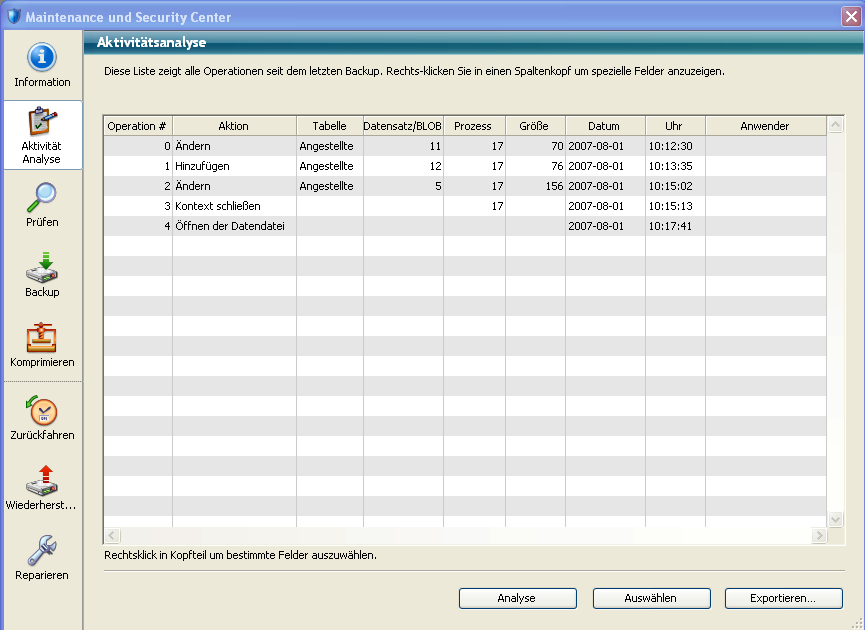 Maintenance und Security Center
Aktivitätsanalyse
Diese Liste zeigt alle Operationen seit dem letzten Backup. Rechts-klicken Sie in einen Spaltenkopf um spezielle Felder anzuzeigen.
Information
Aktivität
Analyse
Prüfen
Backup
Komprimieren
Zurückfahren
Wiederherst...
Reparieren
Operation # Aktion Tabelle Datensatz/BLOB Prozess Größe Datum Uhr Anwender
0 Ändern Angestellte 11 17 70 2007-08-01 10:12:30
1 Hinzufügen Angestellte 12 17 76 2007-08-01 10:13:35
2 Ändern Angestellte 5 17 156 2007-08-01 10:15:02
3 Kontext schließen 17 2007-08-01 10:15:13
4 Öffnen der Datendatei 2007-08-01 10:17:41
Rechtsklick in Kopfteil um bestimmte Felder auszuwählen.
Analyse Auswählen Exportieren...